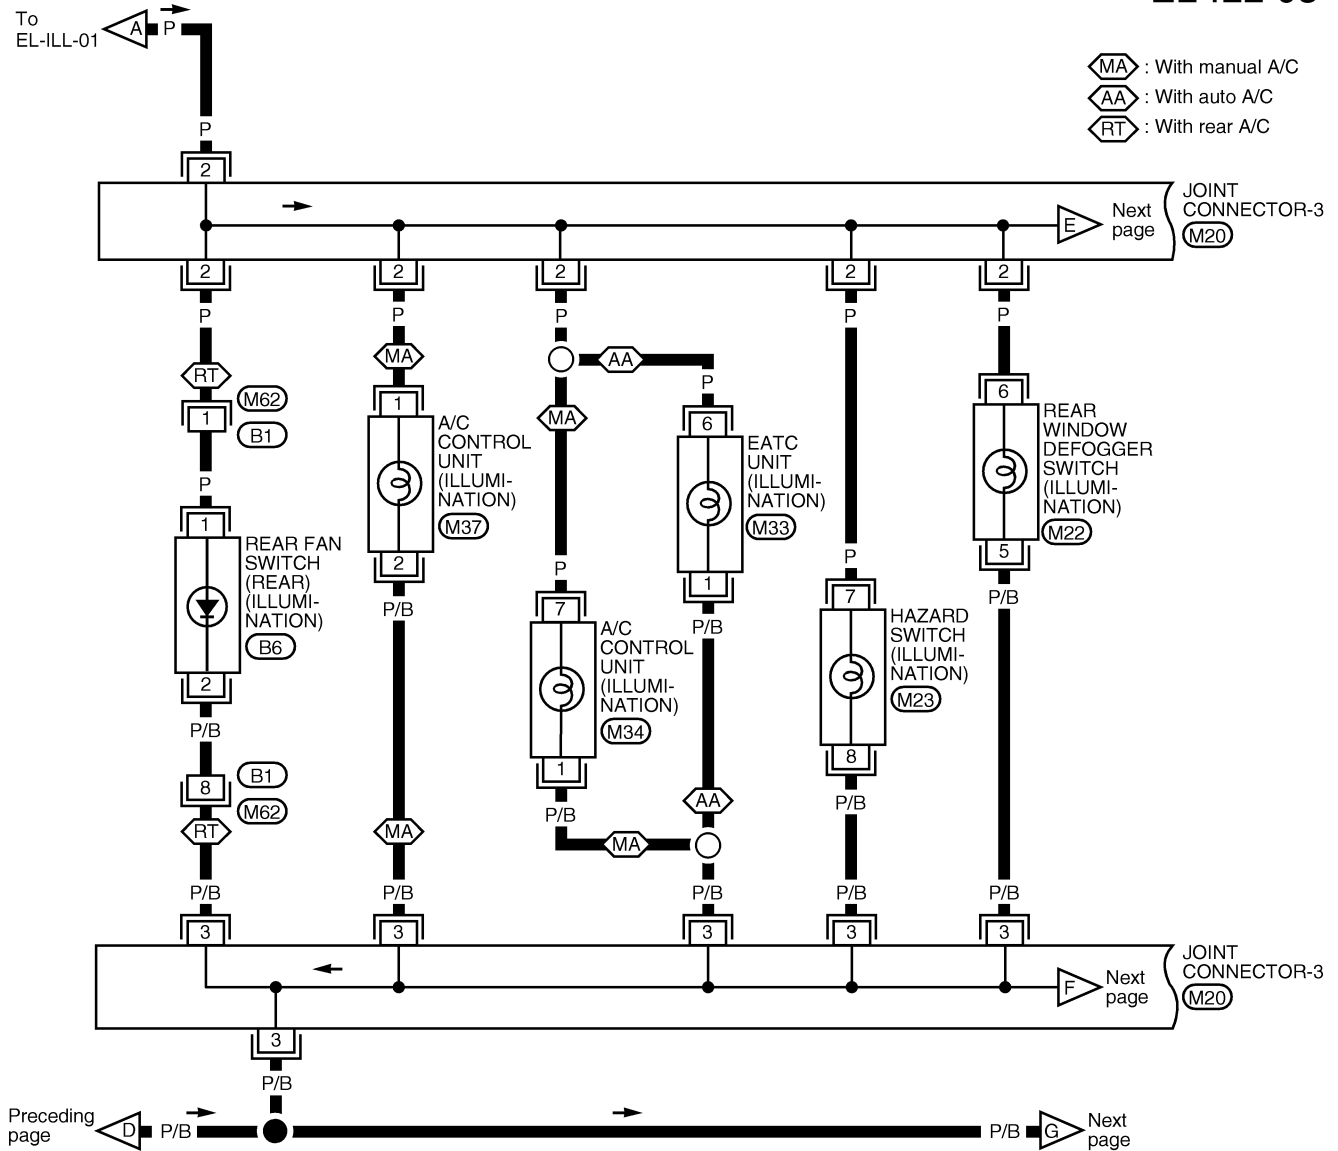 To
EL-ILL-01
A
P
MA : With manual A/C
AA : With auto A/C
RT : With rear A/C
P
2
JOINT
CONNECTOR-3
M20
E
Next
page
2 2 2 2 2
P P P P P
RT
MA
AA
MA
P
M62
1
B1
P
1
REAR FAN
SWITCH
(REAR)
(ILLUMI-
NATION)
B6
2
P/B
B1
8
M62
RT
P/B
1
A/C
CONTROL
UNIT
(ILLUMI-
NATION)
M37
2
P/B
MA
P/B
P
7
A/C
CONTROL
UNIT
(ILLUMI-
NATION)
M34
1
P/B
MA
6
EATC
UNIT
(ILLUMI-
NATION)
M33
1
P/B
AA
P/B
P
7
HAZARD
SWITCH
(ILLUMI-
NATION)
M23
8
P/B
P/B
6
REAR
WINDOW
DEFOGGER
SWITCH
(ILLUMI-
NATION)
M22
5
P/B
P/B
3 3 3 3 3
JOINT
CONNECTOR-3
M20
F
Next
page
3
P/B
Preceding
page
D
P/B
P/B
G
Next
page